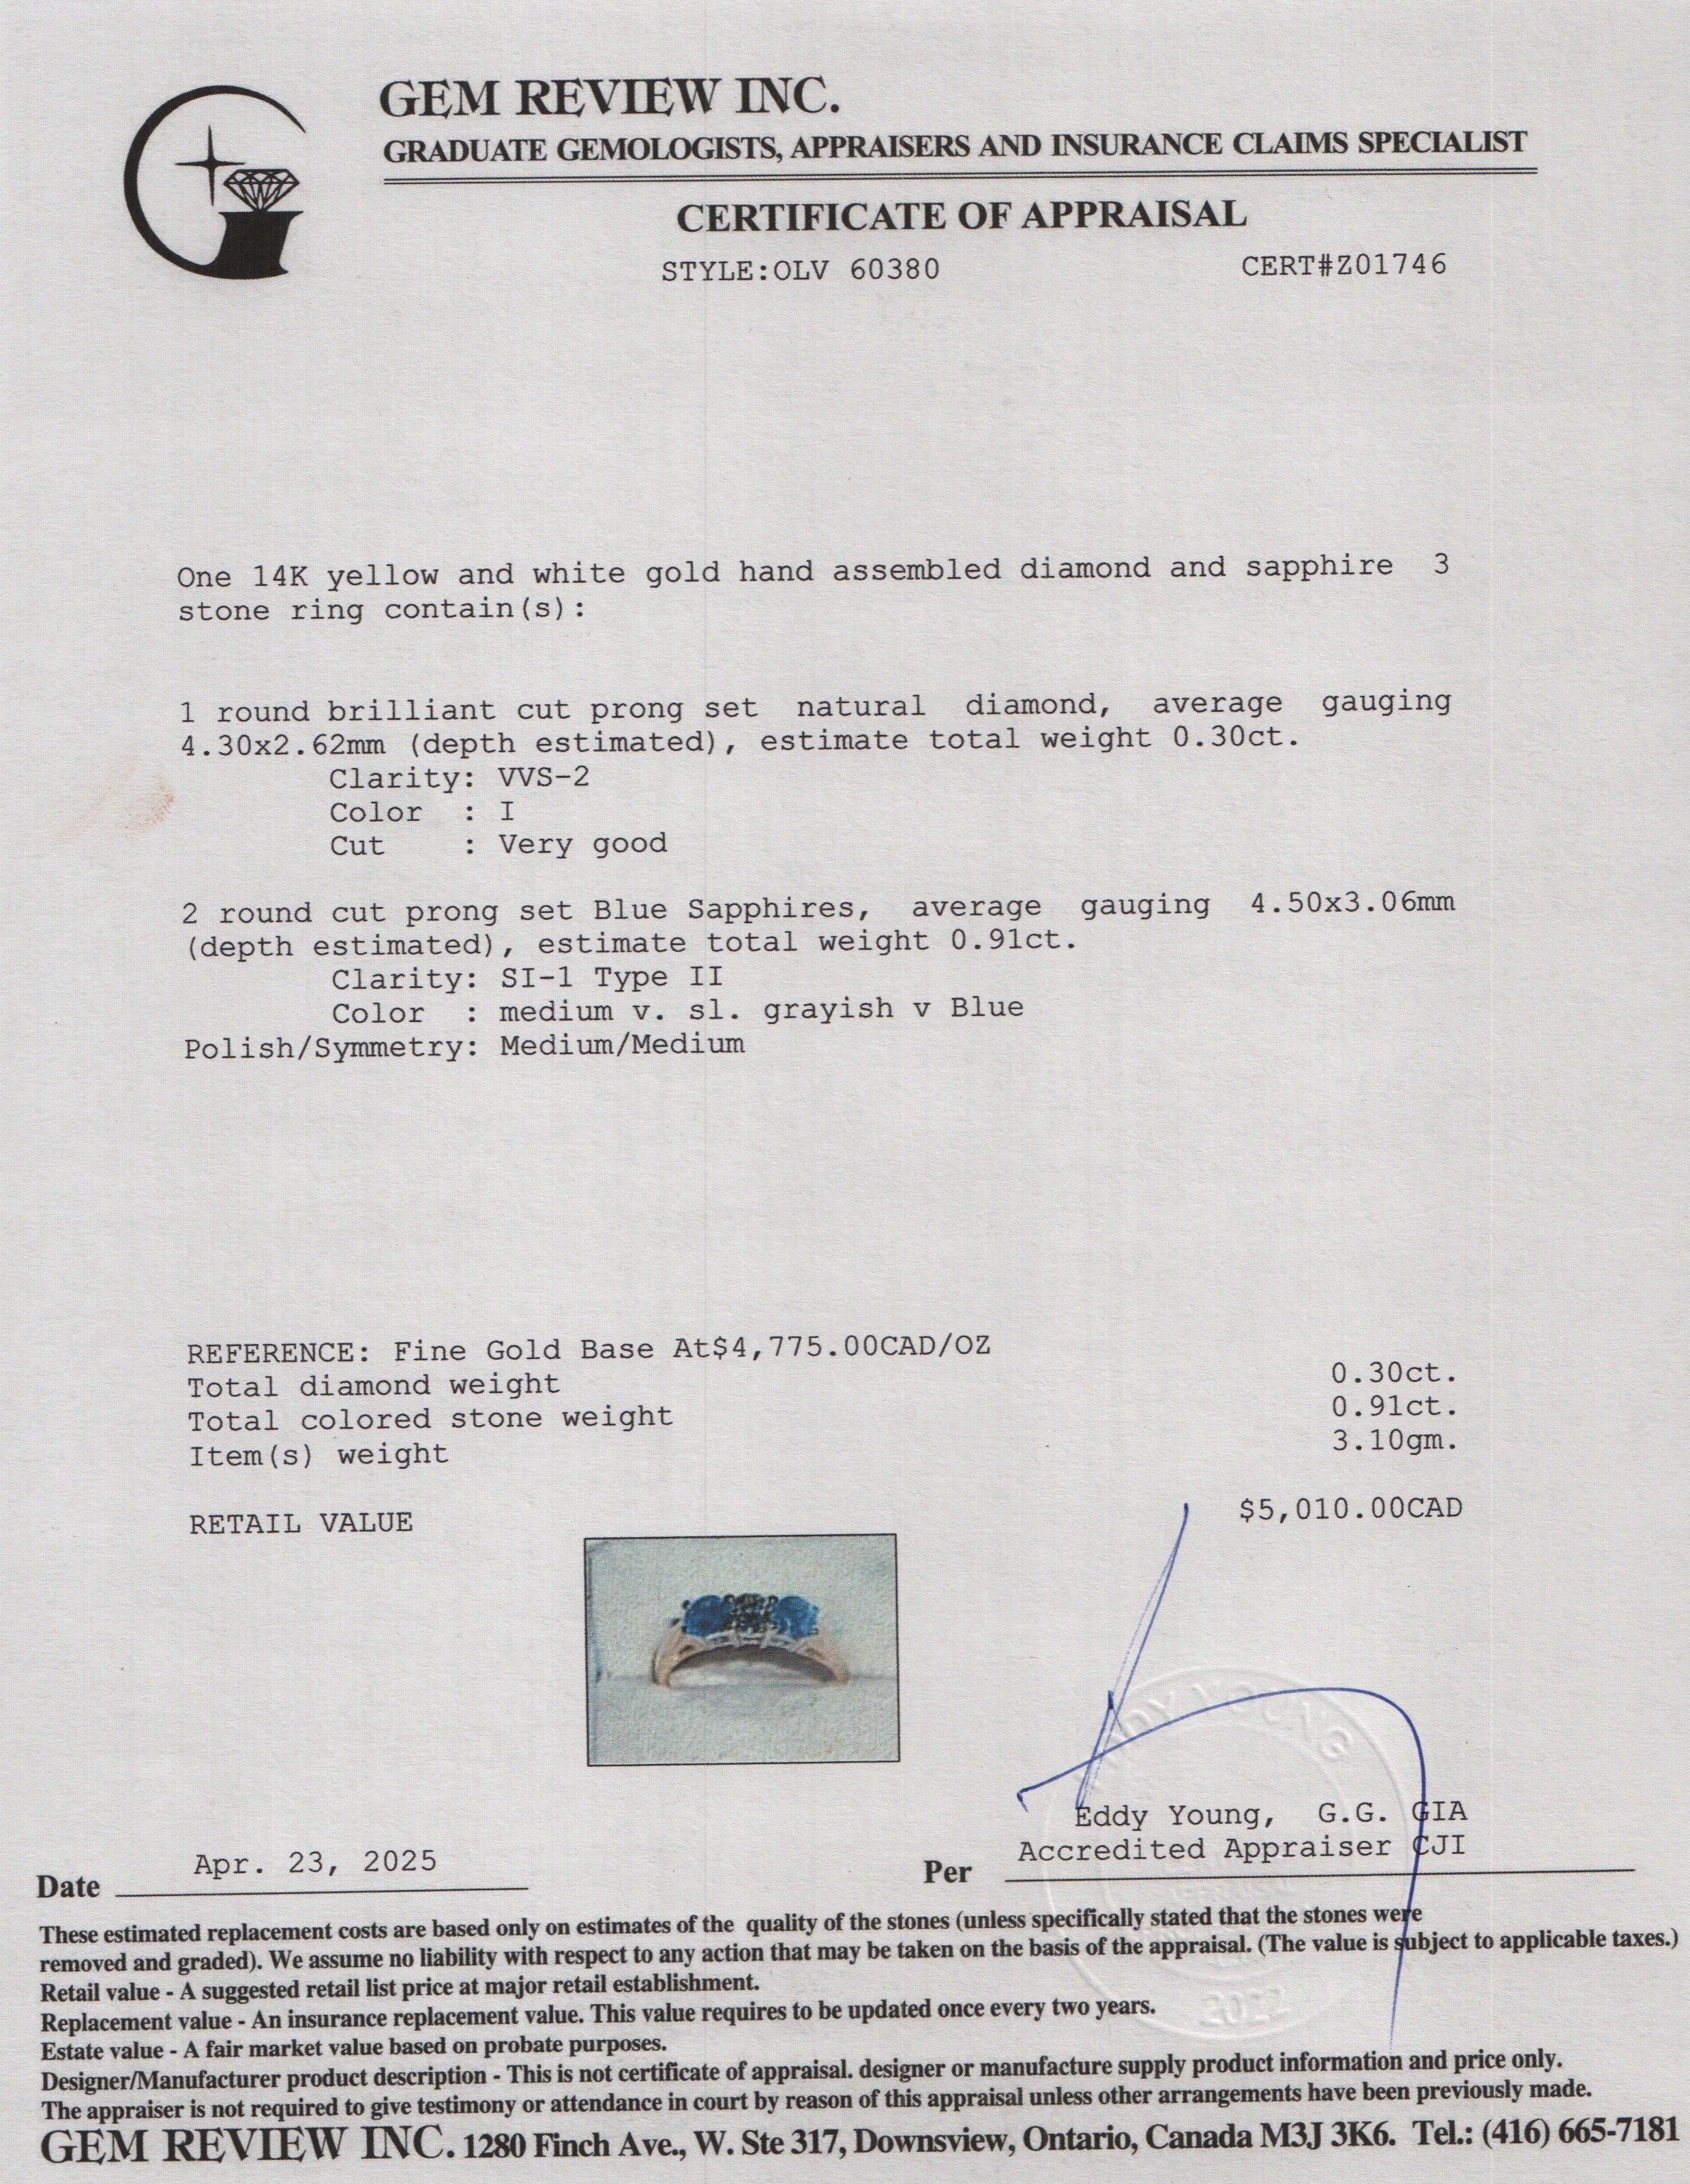 GEM REVIEW INC.
GRADUATE GEMOLOGISTS, APPRAISERS AND INSURANCE CLAIMS SPECIALIST
CERTIFICATE OF APPRAISAL
STYLE:OLV 60380 CERT#Z01746
One 14K yellow and white gold hand assembled diamond and sapphire 3
stone ring contain(s):
1 round brilliant cut prong set natural diamond, average gauging
4.30x2.62mm (depth estimated), estimate total weight 0.30ct.
Clarity: VVS-2
Color : I
Cut : Very good
2 round cut prong set Blue Sapphires, average gauging 4.50x3.06mm
(depth estimated), estimate total weight 0.91ct.
Clarity: SI-1 Type II
Color : medium v. sl. grayish v Blue
Polish/Symmetry: Medium/Medium
REFERENCE: Fine Gold Base At$4,775.00CAD/OZ
Total diamond weight 0.30ct.
Total colored stone weight 0.91ct.
Item(s) weight 3.10gm.
RETAIL VALUE $5,010.00CAD
DY YOUNG
Eddy Young, G.G. GIA
Accredited Appraiser CJI
Date Apr. 23, 2025 Per
These estimated replacement costs are based only on estimates of the quality of the stones (unless specifically stated that the stones were
removed and graded). We assume no liability with respect to any action that may be taken on the basis of the appraisal. (The value is subject to applicable taxes.)
Retail value - A suggested retail list price at major retail establishment.
Replacement value - An insurance replacement value. This value requires to be updated once every two years.
2022
Estate value - A fair market value based on probate purposes.
Designer/Manufacturer product description - This is not certificate of appraisal. designer or manufacture supply product information and price only.
The appraiser is not required to give testimony or attendance in court by reason of this appraisal unless other arrangements have been previously made.
GEM REVIEW INC. 1280 Finch Ave., W. Ste 317, Downsview, Ontario, Canada M3J 3K6. Tel.: (416) 665-7181